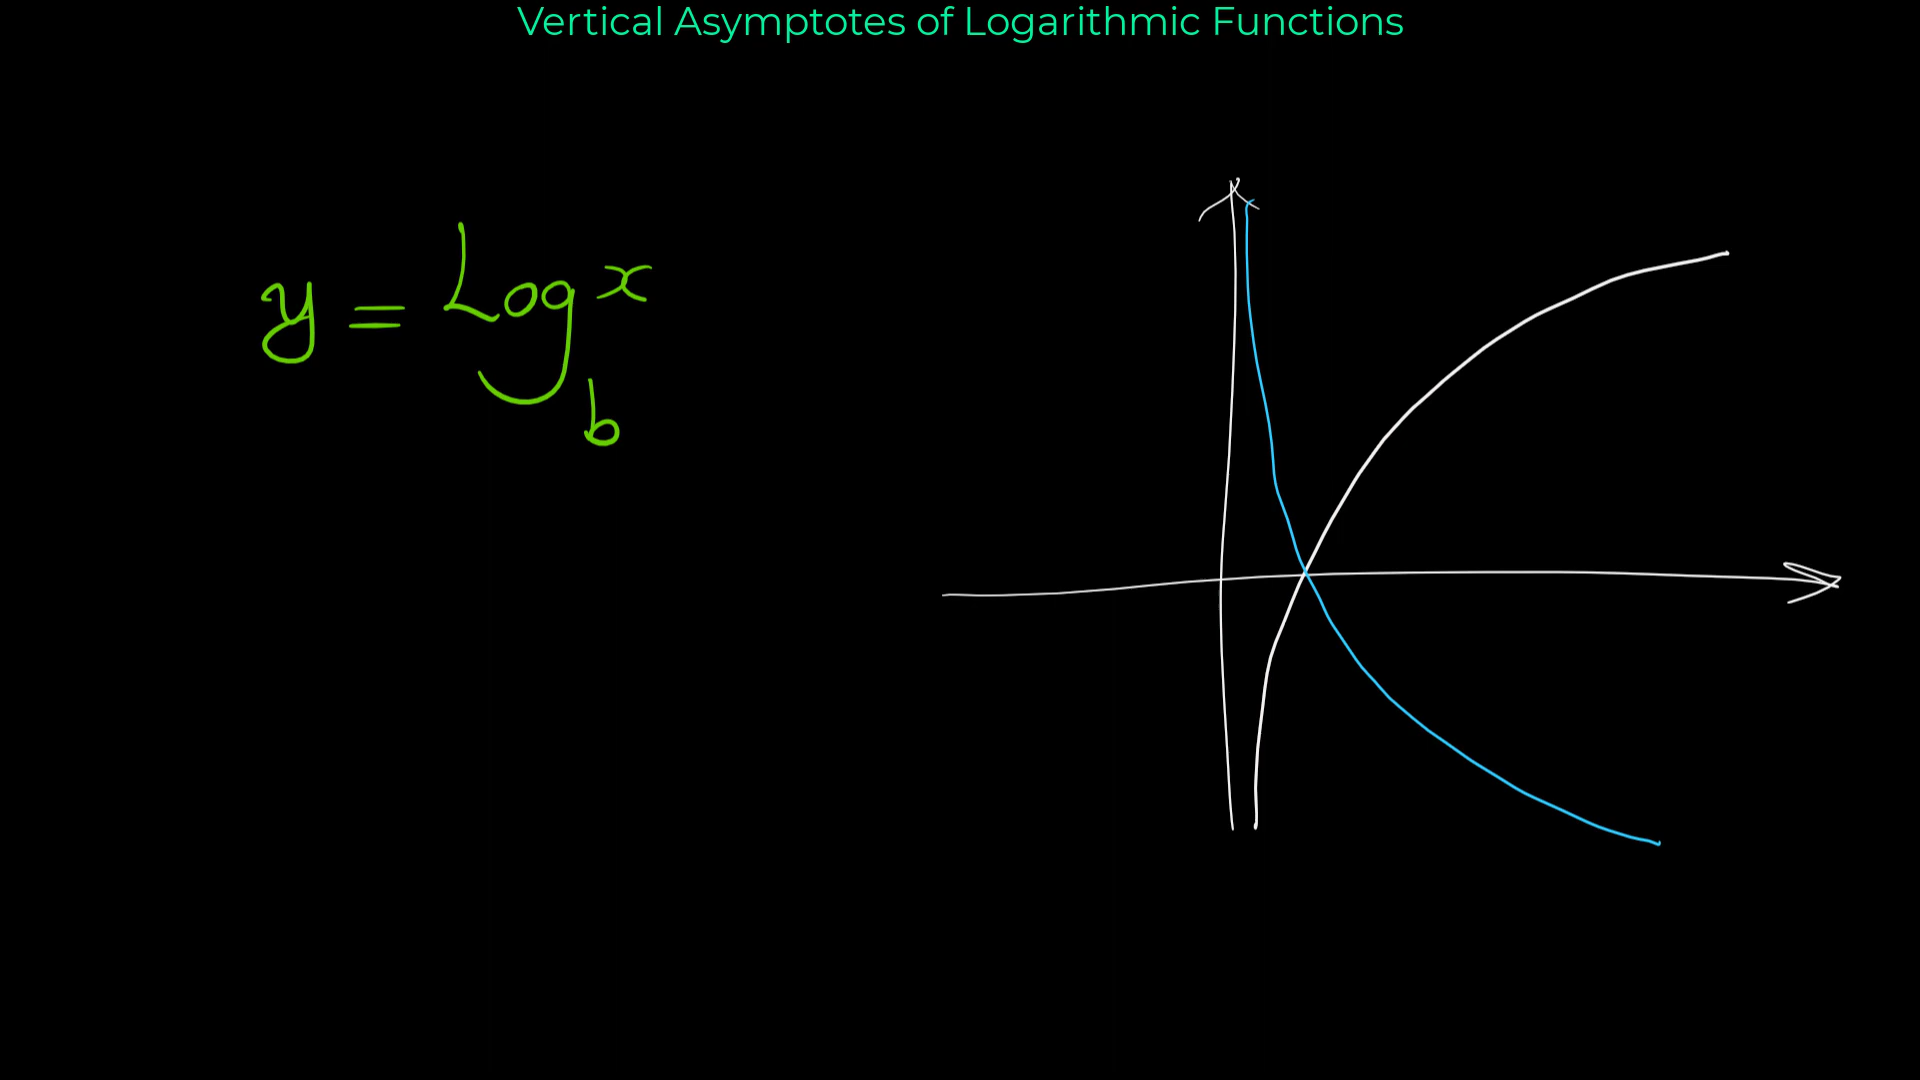 Vertical Asymptotes of Logarithmic Functions
y = Log x
b